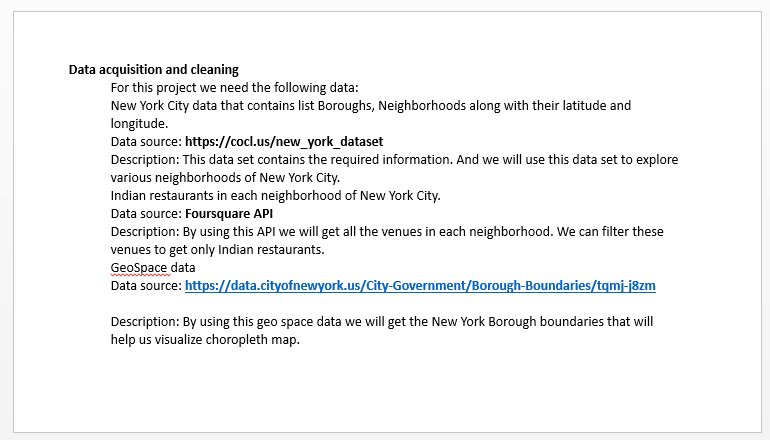 Data acquisition and cleaning
For this project we need the following data:
New York City data that contains list Boroughs, Neighborhoods along with their latitude and
longitude.
Data source: https://cocl.us/new_york_dataset
Description: This data set contains the required information. And we will use this data set to explore
various neighborhoods of New York City.
Indian restaurants in each neighborhood of New York City.
Data source: Foursquare API
Description: By using this API we will get all the venues in each neighborhood. We can filter these
venues to get only Indian restaurants.
GeoSpace data
Data source: https://data.cityofnewyork.us/City-Government/Borough-Boundaries/tqmj-j8zm
Description: By using this geo space data we will get the New York Borough boundaries that will
help us visualize choropleth map.